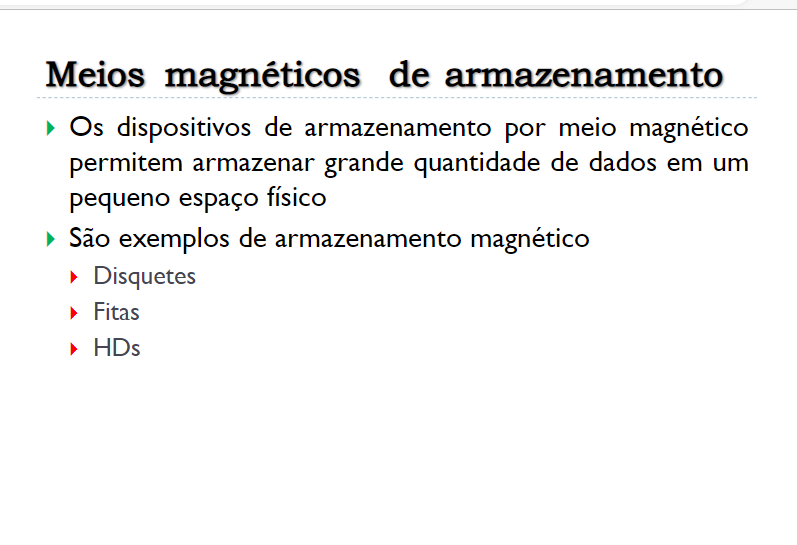 Meios magnéticos de armazenamento
Os dispositivos de armazenamento por meio magnético
permitem armazenar grande quantidade de dados em um
pequeno espaço físico
São exemplos de armazenamento magnético
Disquetes
Fitas
HDs